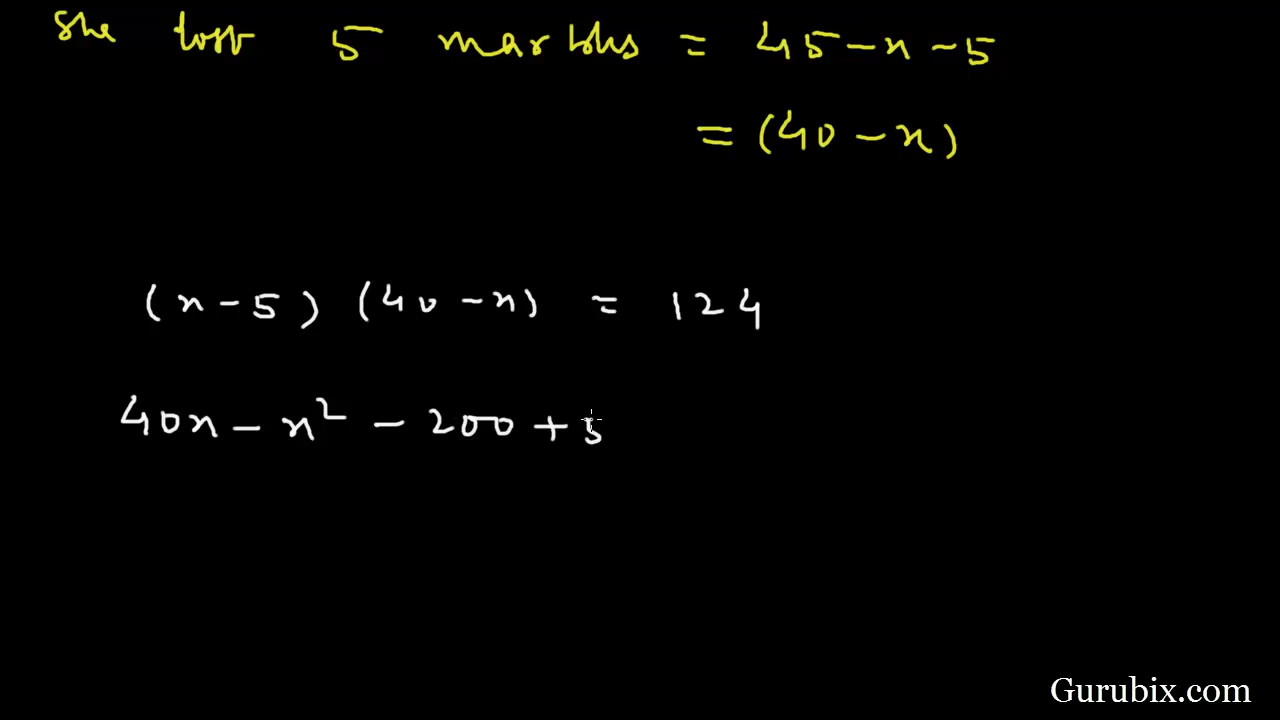 She lost 5 marbles = 45 - x - 5
= (40 - x)
(x - 5) (40 - x) = 124
40x - x² - 200 + 5
Gurubix.com